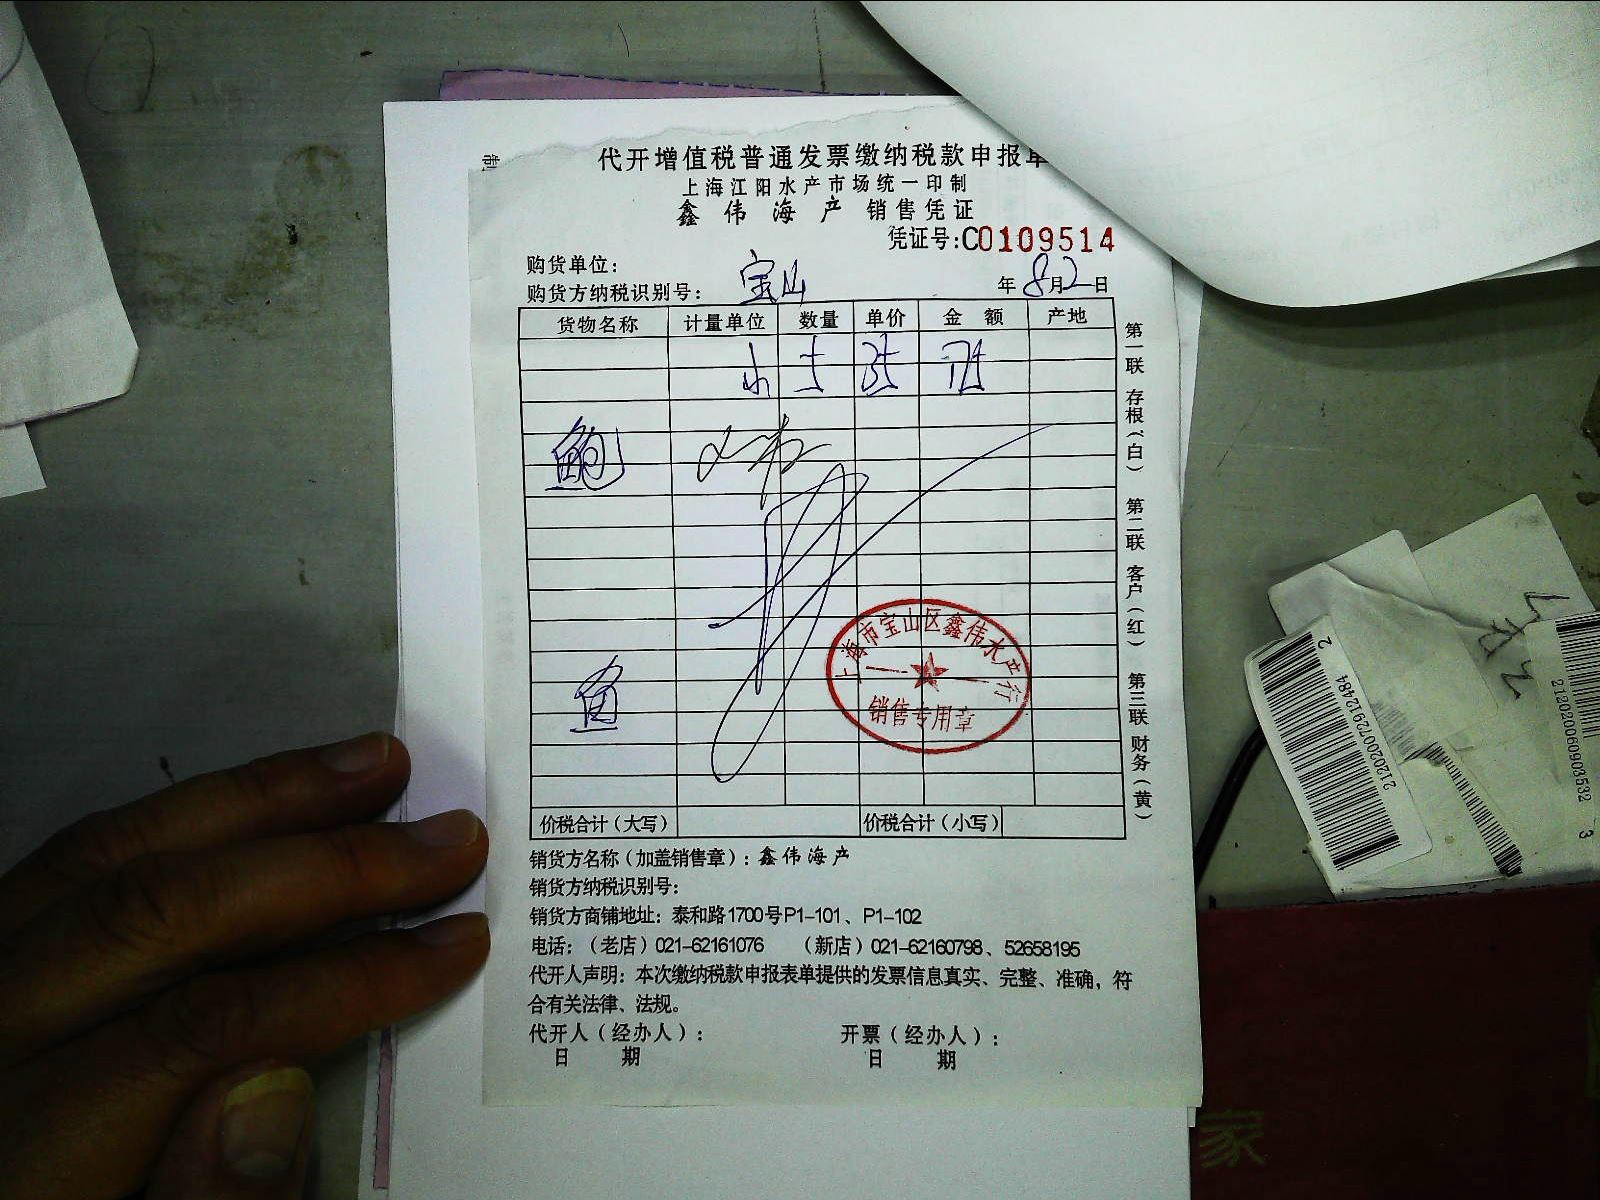 代开增值税普通发票缴纳税款申报单
上海江阳水产市场统一印制
鑫伟海产 销售凭证
凭证号:C0109514
购货单位:
购货方纳税识别号: 宝山 年8月2日
货物名称 计量单位 数量 单价 金额 产地
鲍
鱼
价税合计(大写) 价税合计(小写)
第一联 存根(白) 第二联 客户(红) 第三联 财务(黄)
上海市宝山区鑫伟水产行
销售专用章
销货方名称(加盖销售章): 鑫伟海产
销货方纳税识别号:
销货方商铺地址: 泰和路1700号P1-101、P1-102
电话:(老店)021-62161076 (新店)021-62160798、52658195
代开人声明: 本次缴纳税款申报表单提供的发票信息真实、完整、准确, 符
合有关法律、法规。
代开人(经办人): 开票(经办人):
日 期 日 期
212020072912484 2
2120200609903532 3
家